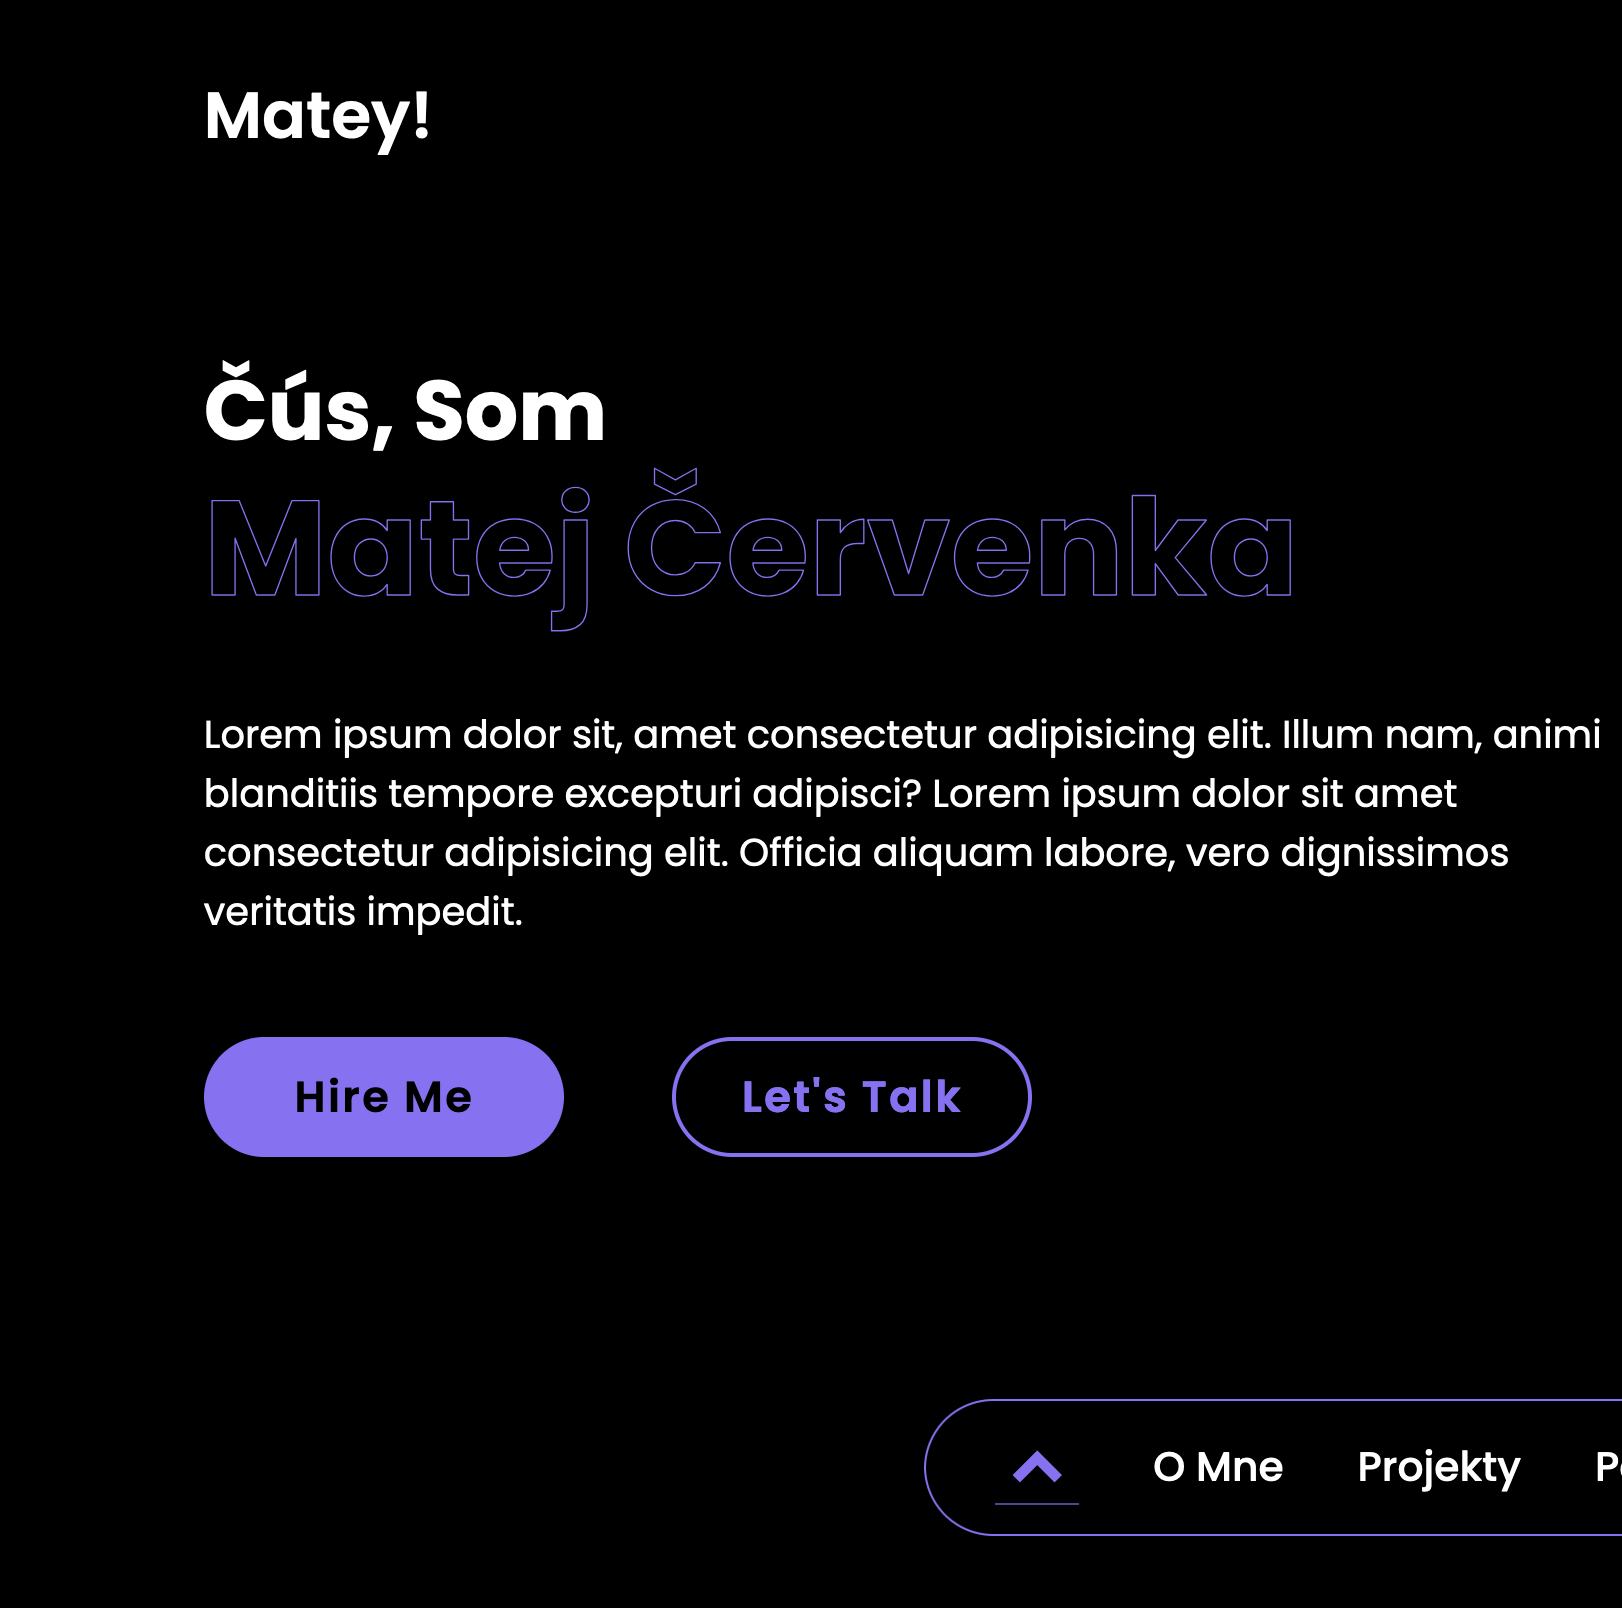 Matey!
Čús, Som
Matej Červenka
Lorem ipsum dolor sit, amet consectetur adipisicing elit. Illum nam, animi
blanditiis tempore excepturi adipisci? Lorem ipsum dolor sit amet
consectetur adipisicing elit. Officia aliquam labore, vero dignissimos
veritatis impedit.
Hire Me Let's Talk
O Mne Projekty